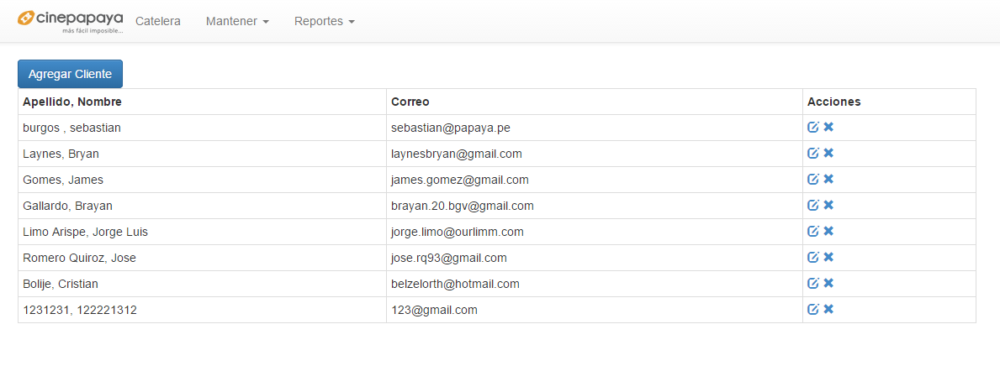 cinepapaya Catelera Mantener Reportes
más fácil imposible...
Agregar Cliente
Apellido, Nombre Correo Acciones
burgos , sebastian sebastian@papaya.pe
Laynes, Bryan laynesbryan@gmail.com
Gomes, James james.gomez@gmail.com
Gallardo, Brayan brayan.20.bgv@gmail.com
Limo Arispe, Jorge Luis jorge.limo@ourlimm.com
Romero Quiroz, Jose jose.rq93@gmail.com
Bolije, Cristian belzelorth@hotmail.com
1231231, 122221312 123@gmail.com